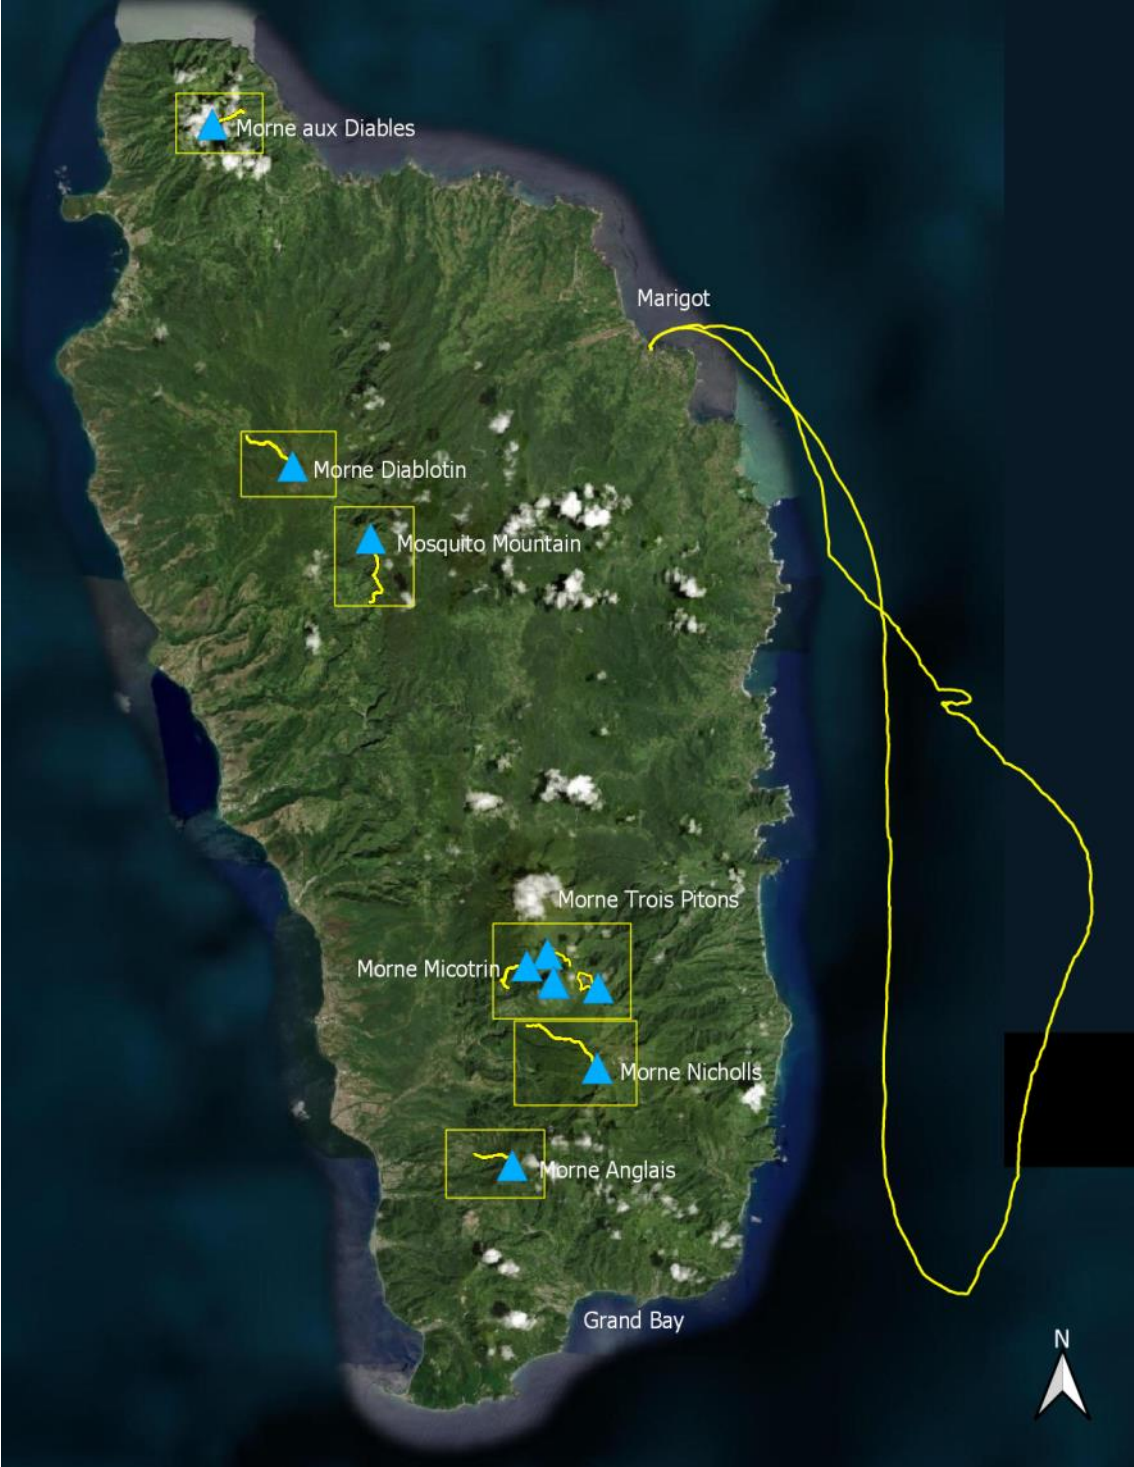 Morne aux Diables
Marigot
Morne Diablotin
Mosquito Mountain
Morne Trois Pitons
Morne Micotrin
Morne Nicholls
Morne Anglais
Grand Bay
N